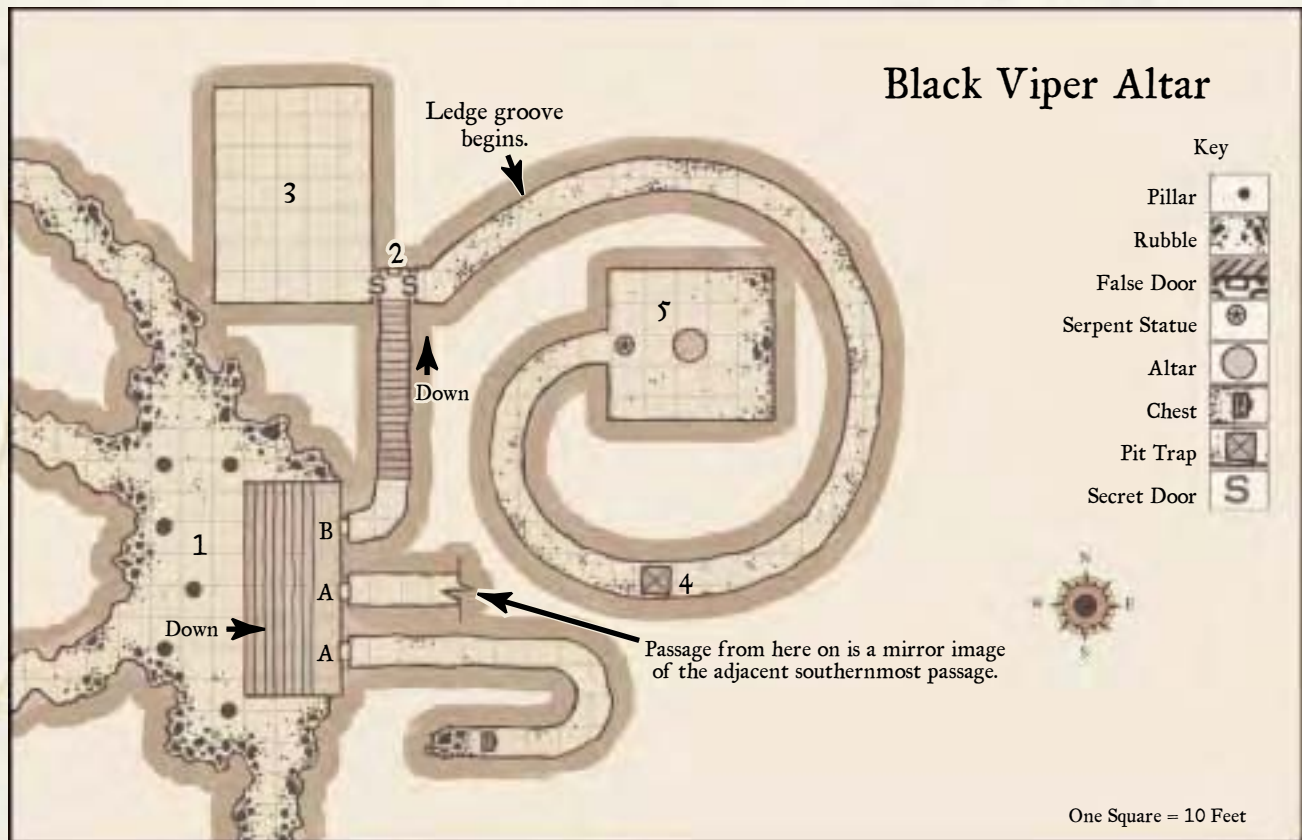 Black Viper Altar
Ledge groove
begins.
Key
Pillar
Rubble
False Door
Serpent Statue
Altar
Chest
Pit Trap
Secret Door
S
3
2
S S
5
Down
B
1
A
4
Down
A
Passage from here on is a mirror image
of the adjacent southernmost passage.
N
W E
S
One Square = 10 Feet